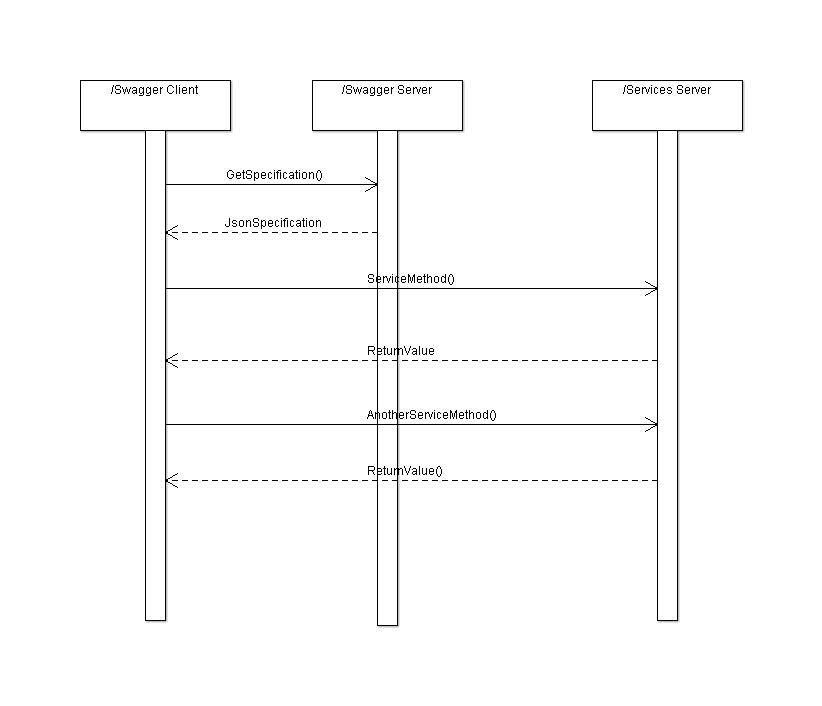 /Swagger Client
/Swagger Server
/Services Server
GetSpecification()
JsonSpecification
ServiceMethod()
ReturnValue
AnotherServiceMethod()
ReturnValue()